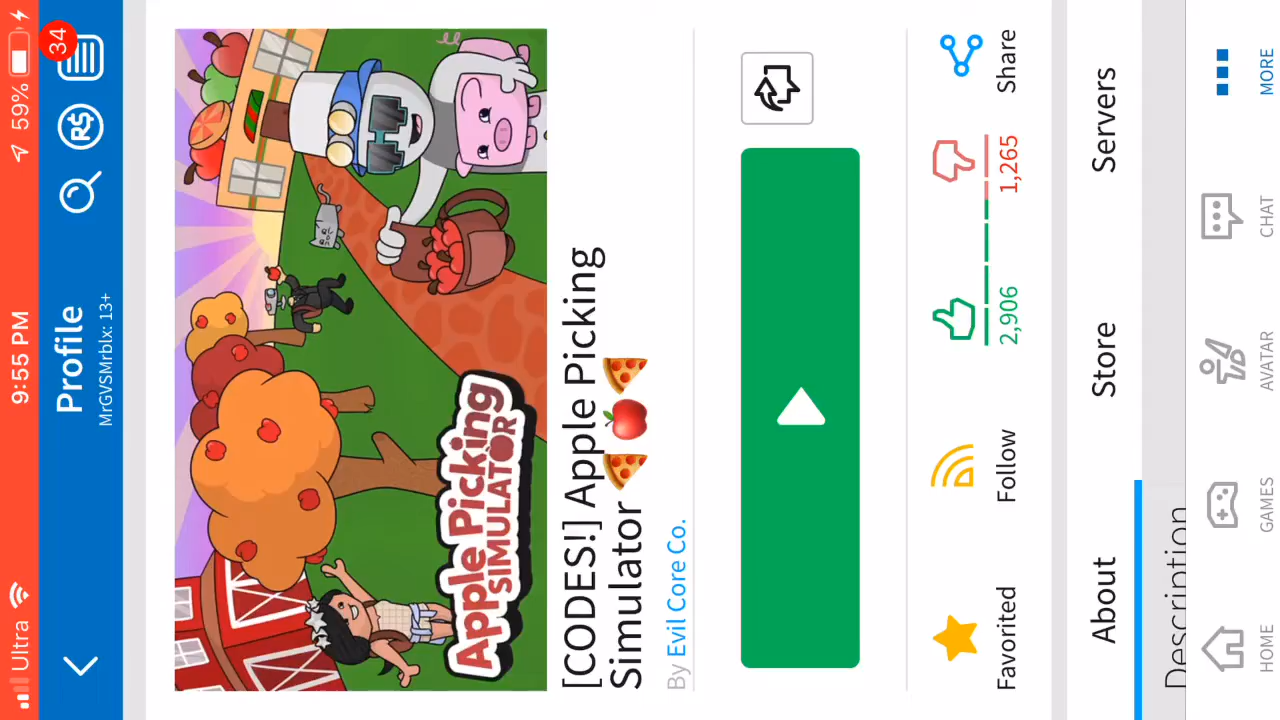 Ultra 9:55 PM 59%
34
Profile
MrGVSMrblx: 13+
R$
Apple Picking
SIMULATOR
[CODES!] Apple Picking
Simulator 🍕🍎🍕
By Evil Core Co.
2,906 1,265
Favorited Follow Share
About Store Servers
Description
HOME GAMES AVATAR CHAT MORE